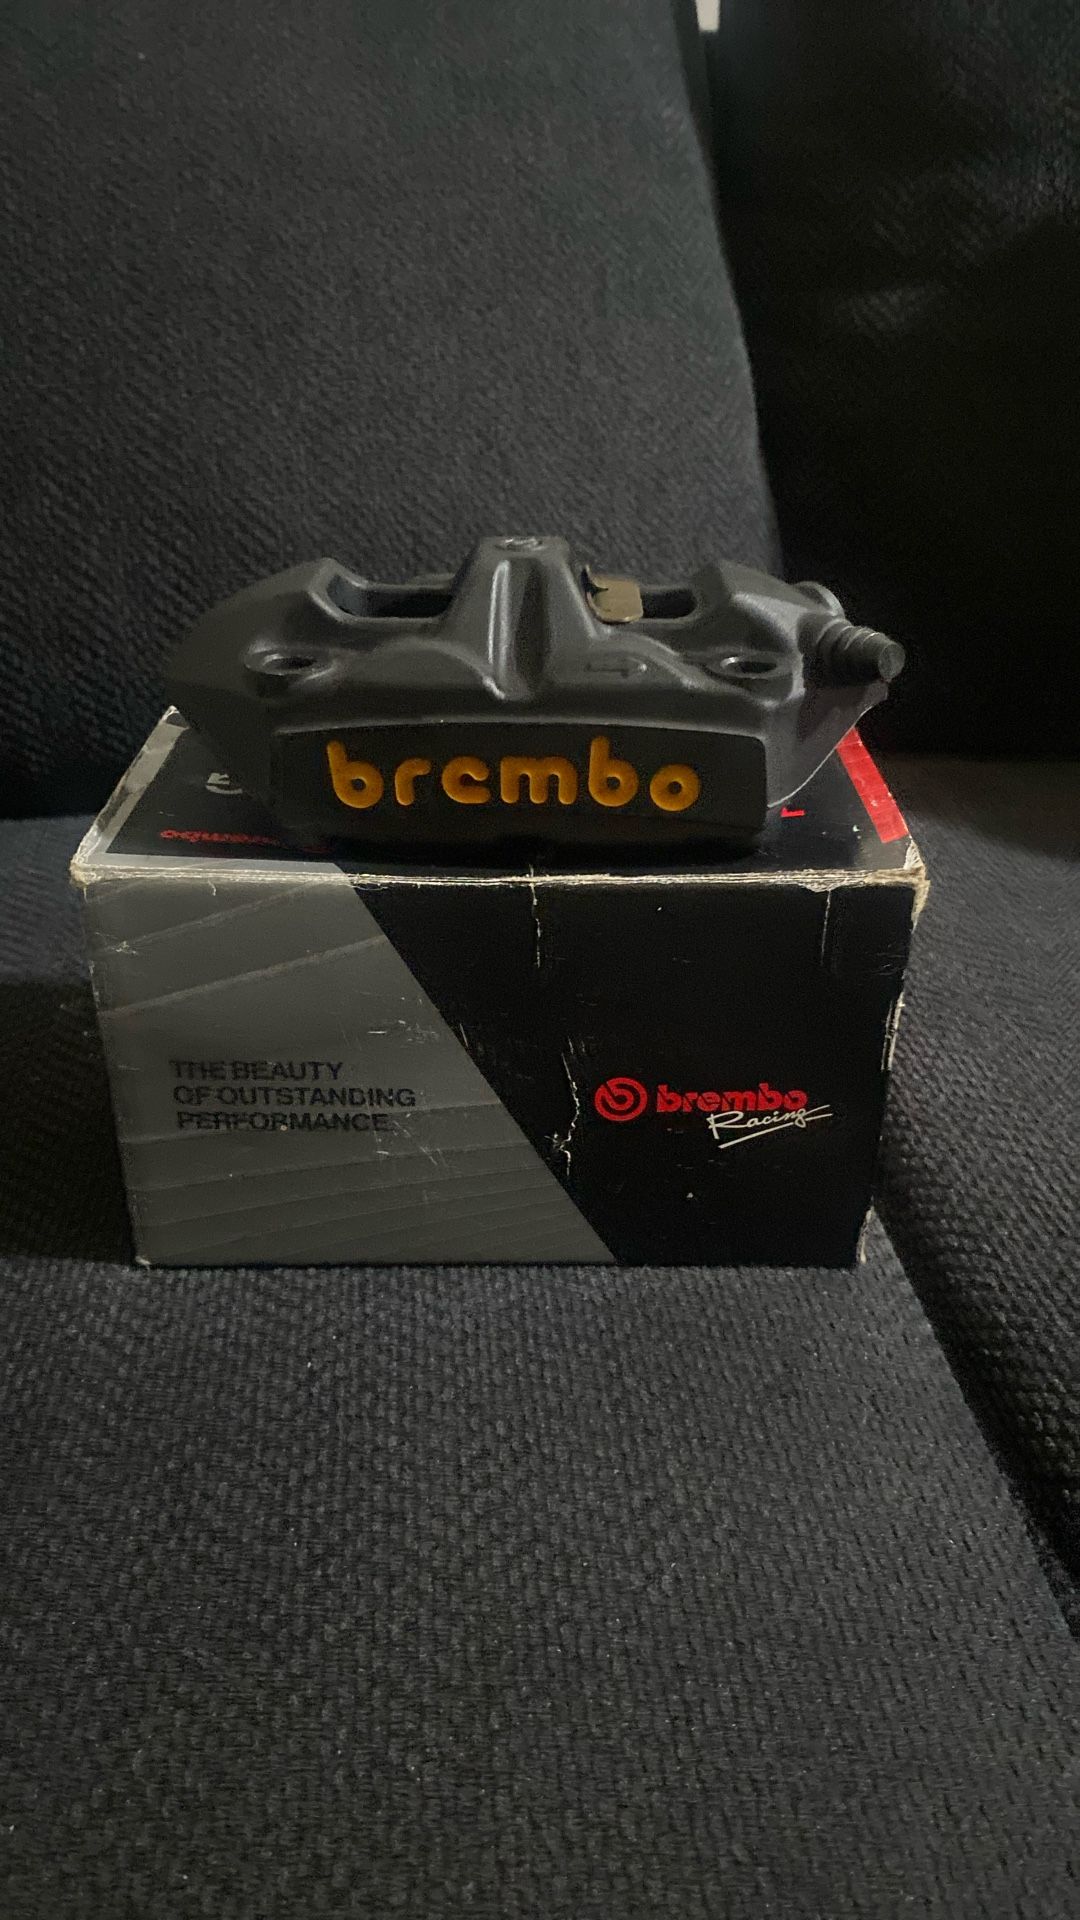 brembo
THE BEAUTY
OF OUTSTANDING
PERFORMANCE
brembo
Racing